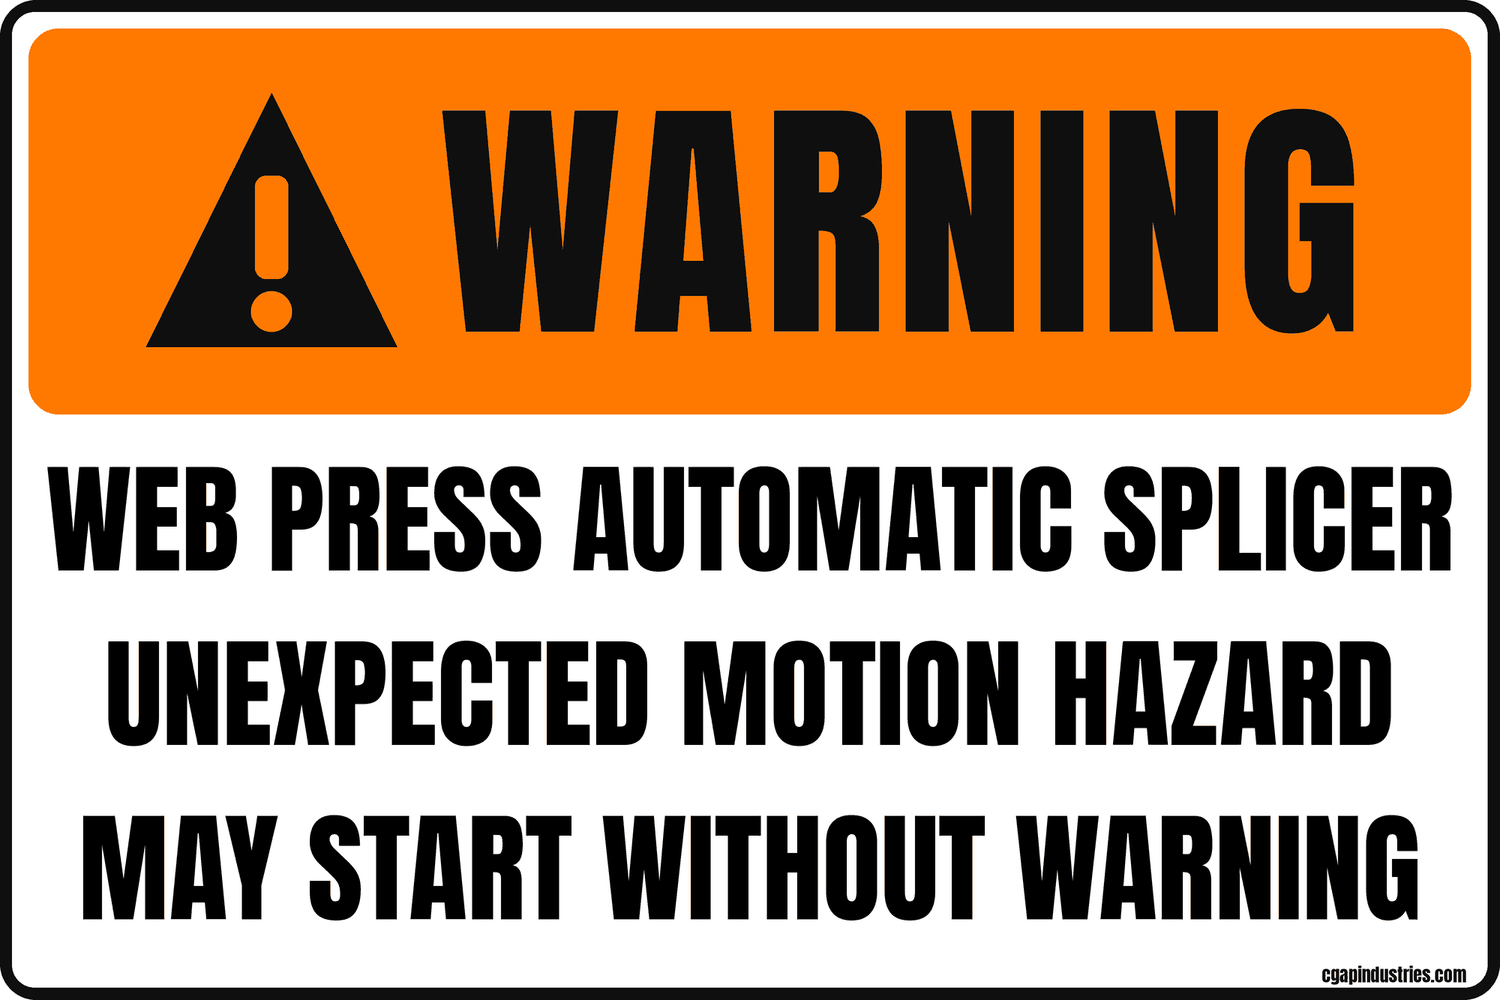 WARNING
WEB PRESS AUTOMATIC SPLICER
UNEXPECTED MOTION HAZARD
MAY START WITHOUT WARNING
cgapindustries.com